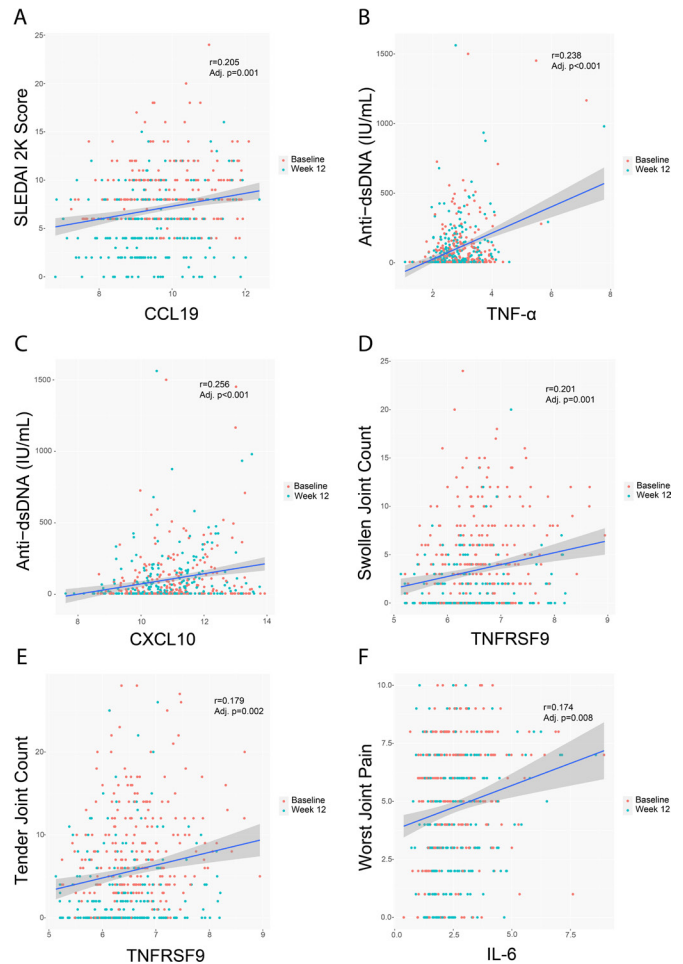 A
SLEDAI 2K Score
25
20
15
10
5
0
r=0.205
Adj. p=0.001
Baseline
Week 12
8
10
12
CCL19
B
Anti−dsDNA (IU/mL)
1500
1000
500
0
r=0.238
Adj. p<0.001
Baseline
Week 12
2
4
6
8
TNF-α
C
Anti−dsDNA (IU/mL)
1500
1000
500
0
r=0.256
Adj. p<0.001
Baseline
Week 12
8
10
12
14
CXCL10
D
Swollen Joint Count
25
20
15
10
5
0
r=0.201
Adj. p=0.001
Baseline
Week 12
5
6
7
8
9
TNFRSF9
E
Tender Joint Count
20
10
0
r=0.179
Adj. p=0.002
Baseline
Week 12
5
6
7
8
9
TNFRSF9
F
Worst Joint Pain
10.0
7.5
5.0
2.5
0.0
r=0.174
Adj. p=0.008
Baseline
Week 12
0.0
2.5
5.0
7.5
IL-6